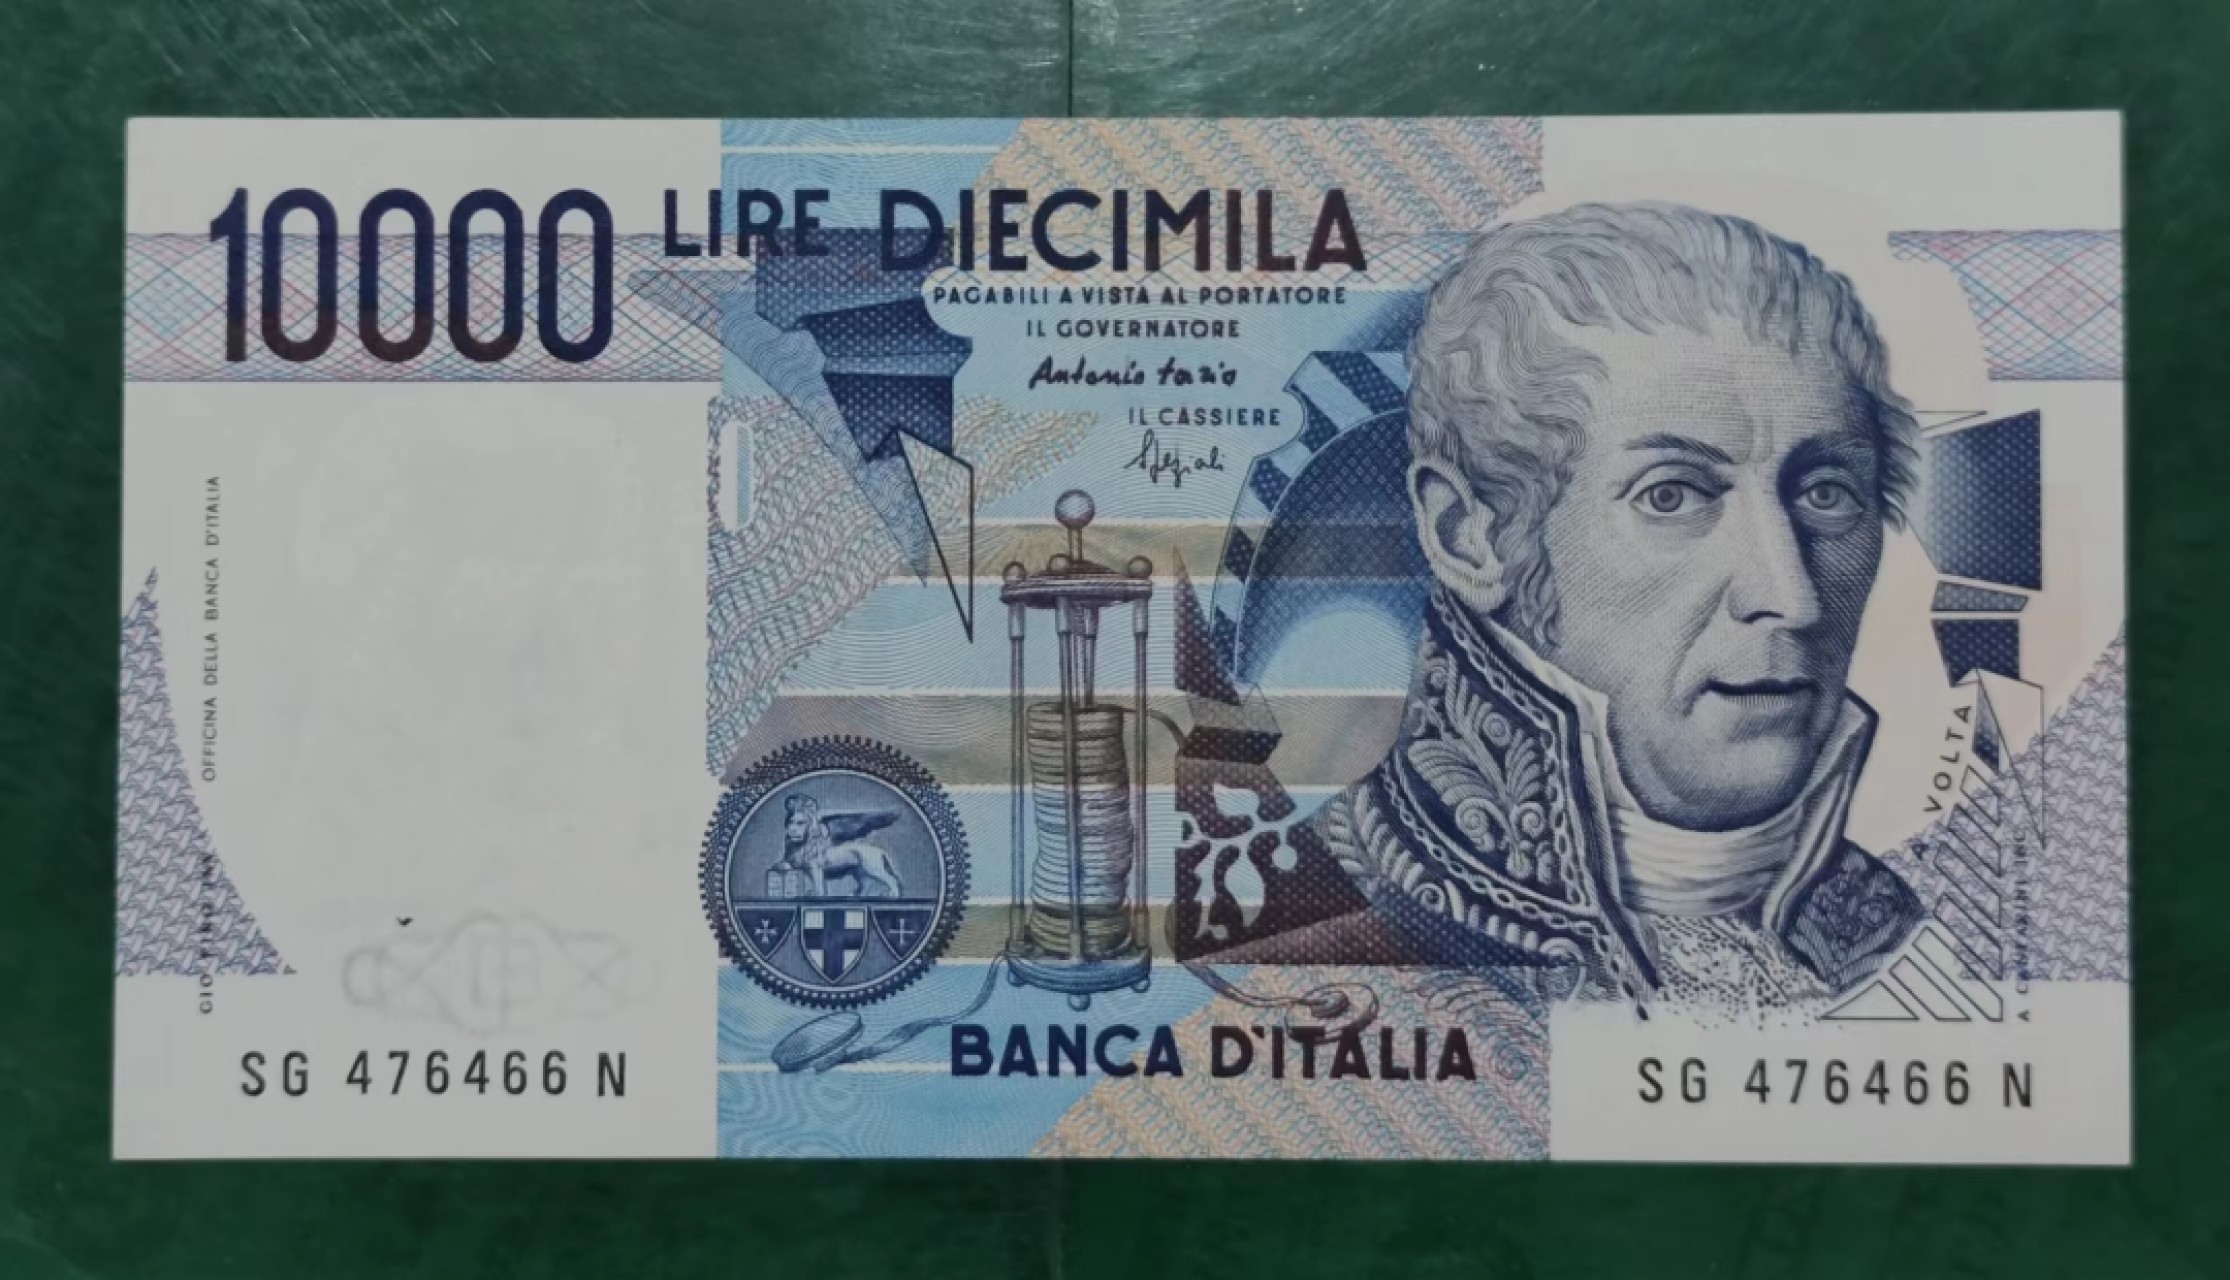 10000 LIRE DIECIMILA
PAGABILI A VISTA AL PORTATORE
IL GOVERNATORE
Antonio Fazio
IL CASSIERE
Speziali
OFFICINA DELLA BANCA D'ITALIA
A. VOLTA
BANCA D'ITALIA
SG 476466 N
SG 476466 N